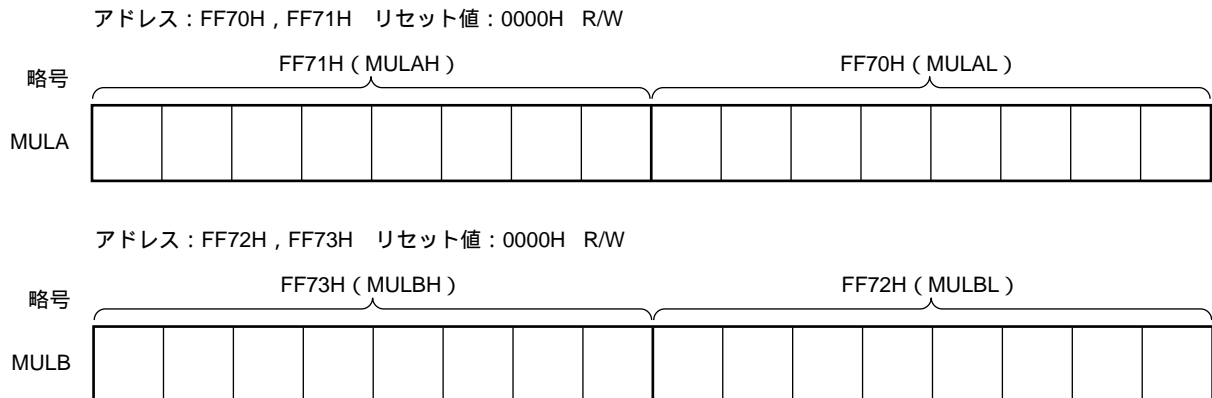 アドレス：FF70H , FF71H　リセット値：0000H　R/W
FF71H ( MULAH )　FF70H ( MULAL )
略号
MULA
アドレス：FF72H , FF73H　リセット値：0000H　R/W
FF73H ( MULBH )　FF72H ( MULBL )
略号
MULB